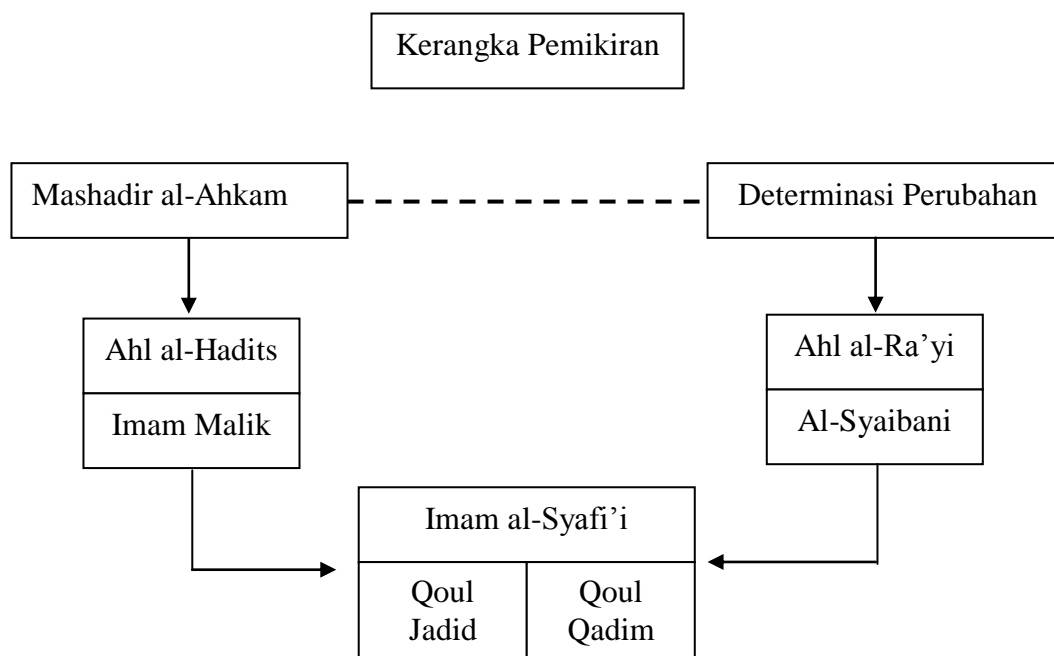 Kerangka Pemikiran
Mashadir al-Ahkam
Determinasi Perubahan
Ahl al-Hadits
Imam Malik
Ahl al-Ra’yi
Al-Syaibani
Imam al-Syafi’i
Qoul
Jadid
Qoul
Qadim